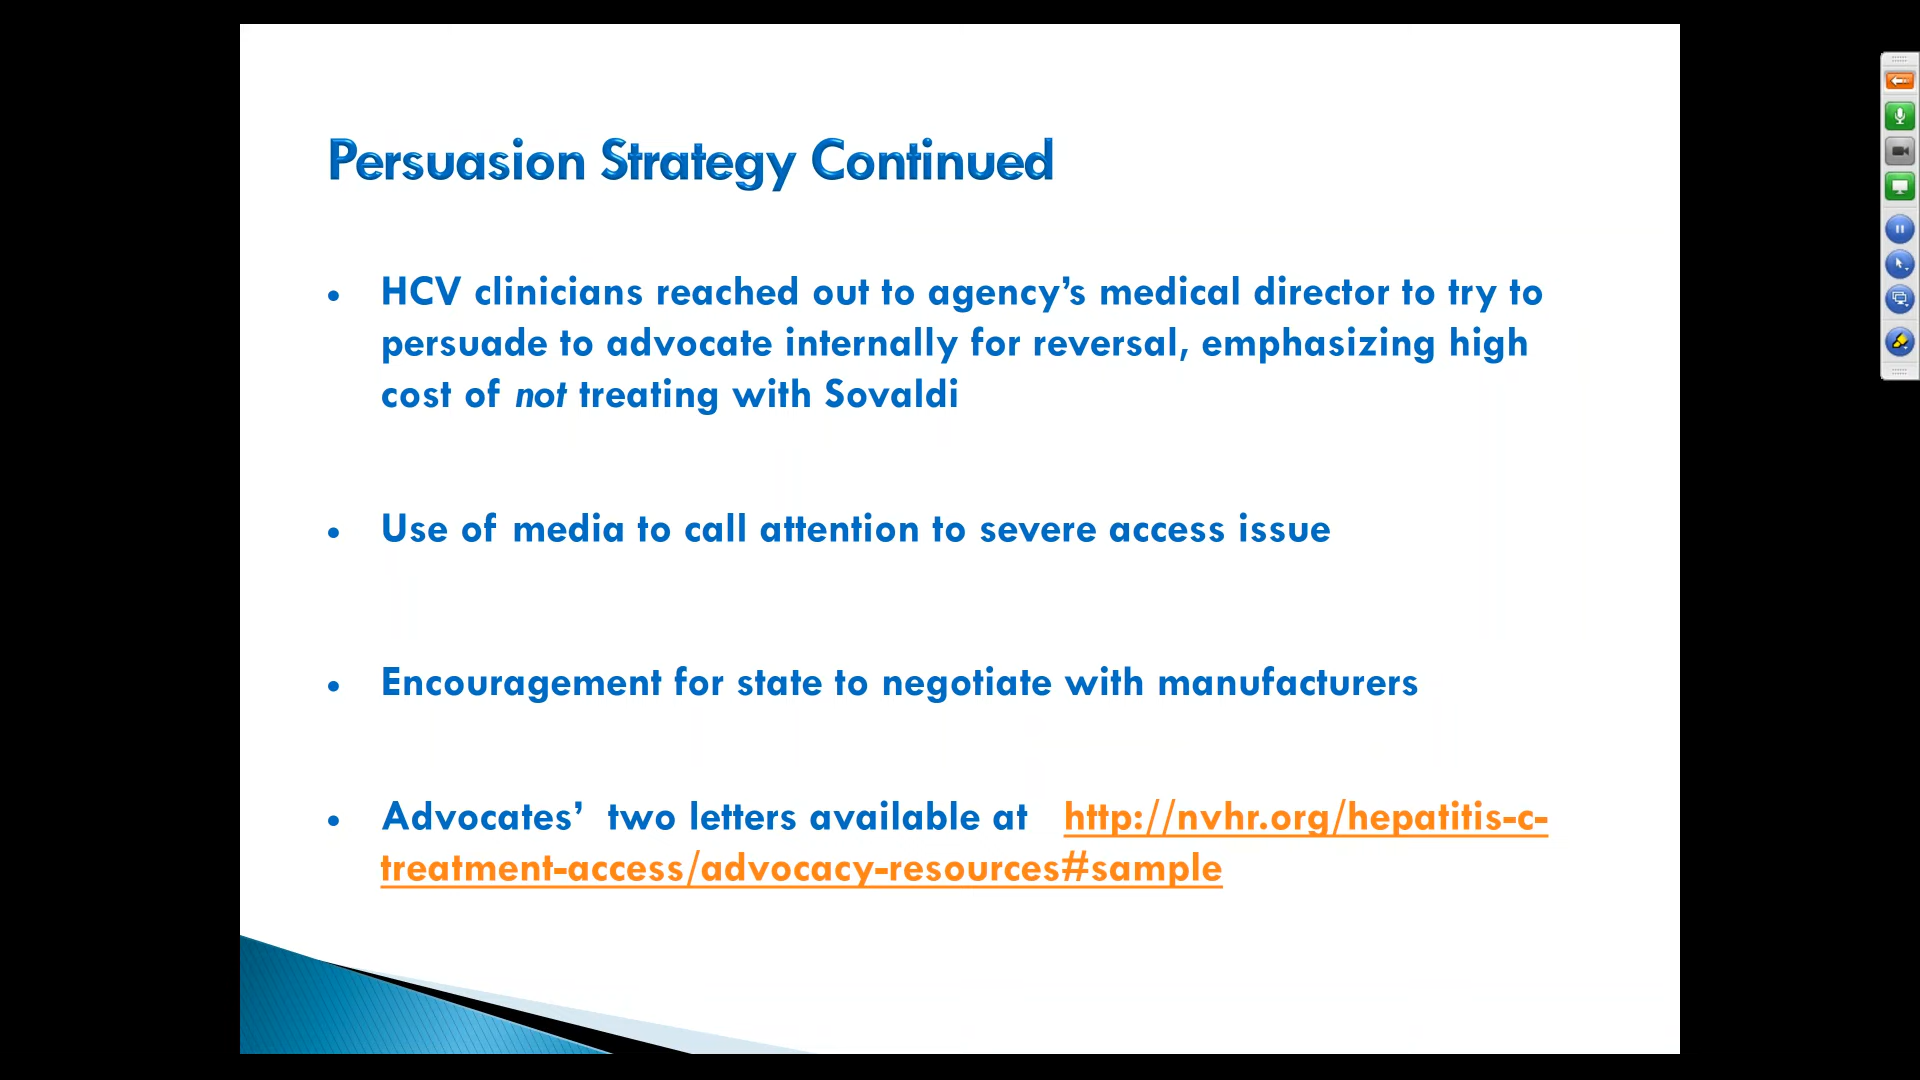 Persuasion Strategy Continued
• HCV clinicians reached out to agency’s medical director to try to
persuade to advocate internally for reversal, emphasizing high
cost of not treating with Sovaldi
• Use of media to call attention to severe access issue
• Encouragement for state to negotiate with manufacturers
• Advocates’ two letters available at http://nvhr.org/hepatitis-c-
treatment-access/advocacy-resources#sample